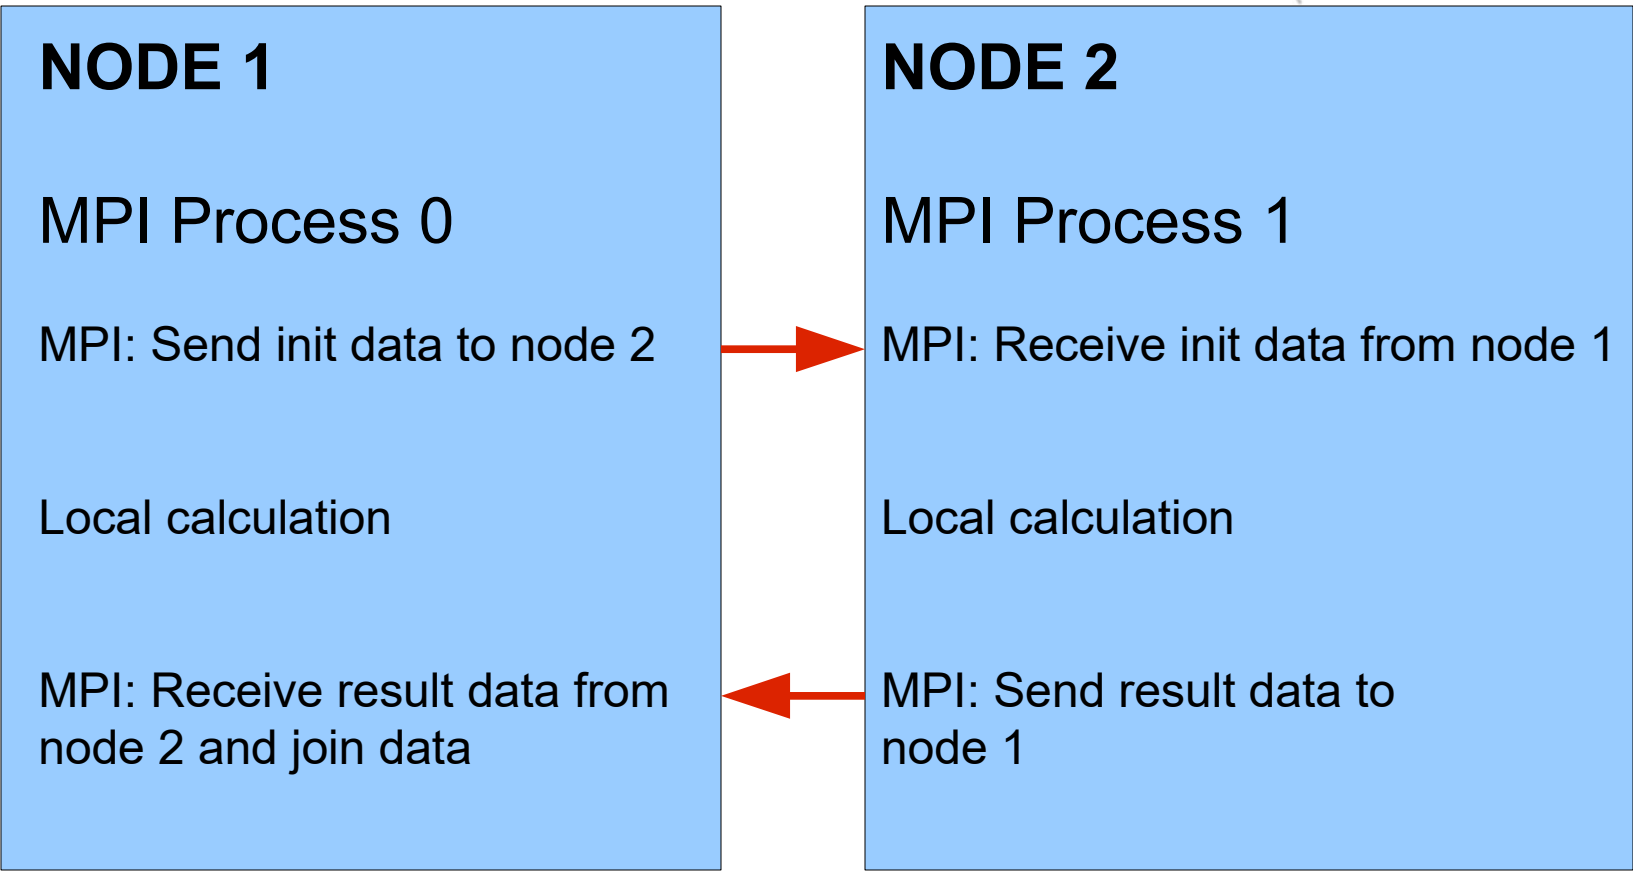 NODE 1
MPI Process 0
MPI: Send init data to node 2
Local calculation
MPI: Receive result data from
node 2 and join data
NODE 2
MPI Process 1
MPI: Receive init data from node 1
Local calculation
MPI: Send result data to
node 1